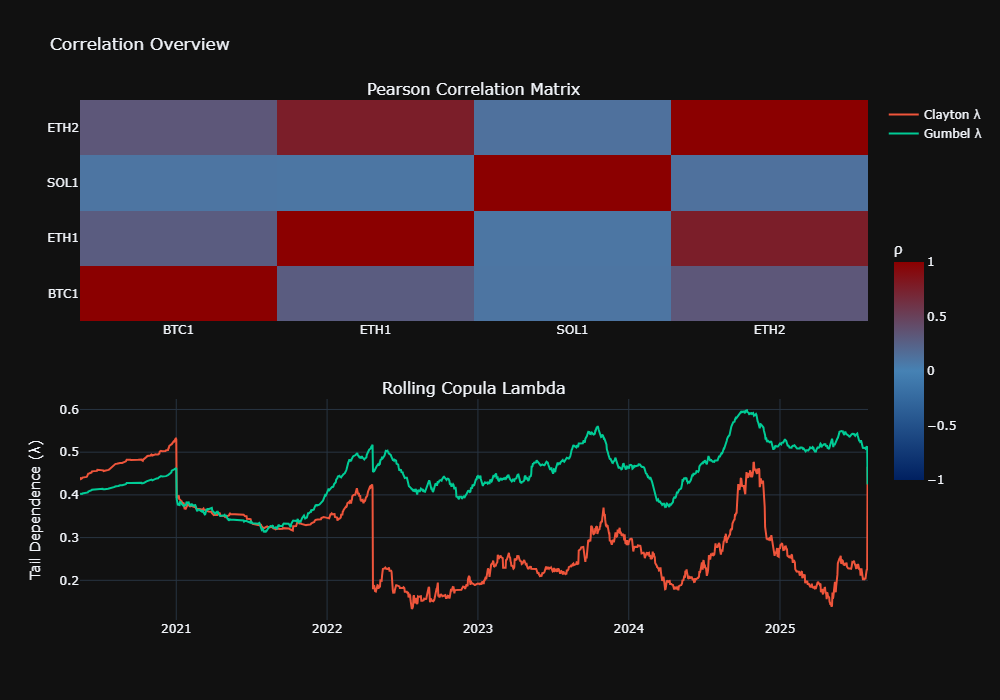 Correlation Overview
Pearson Correlation Matrix
ETH2
SOL1
ETH1
BTC1
BTC1 ETH1 SOL1 ETH2
Clayton λ
Gumbel λ
ρ
1
0.5
0
−0.5
−1
Rolling Copula Lambda
Tail Dependence (λ)
0.6
0.5
0.4
0.3
0.2
2021 2022 2023 2024 2025